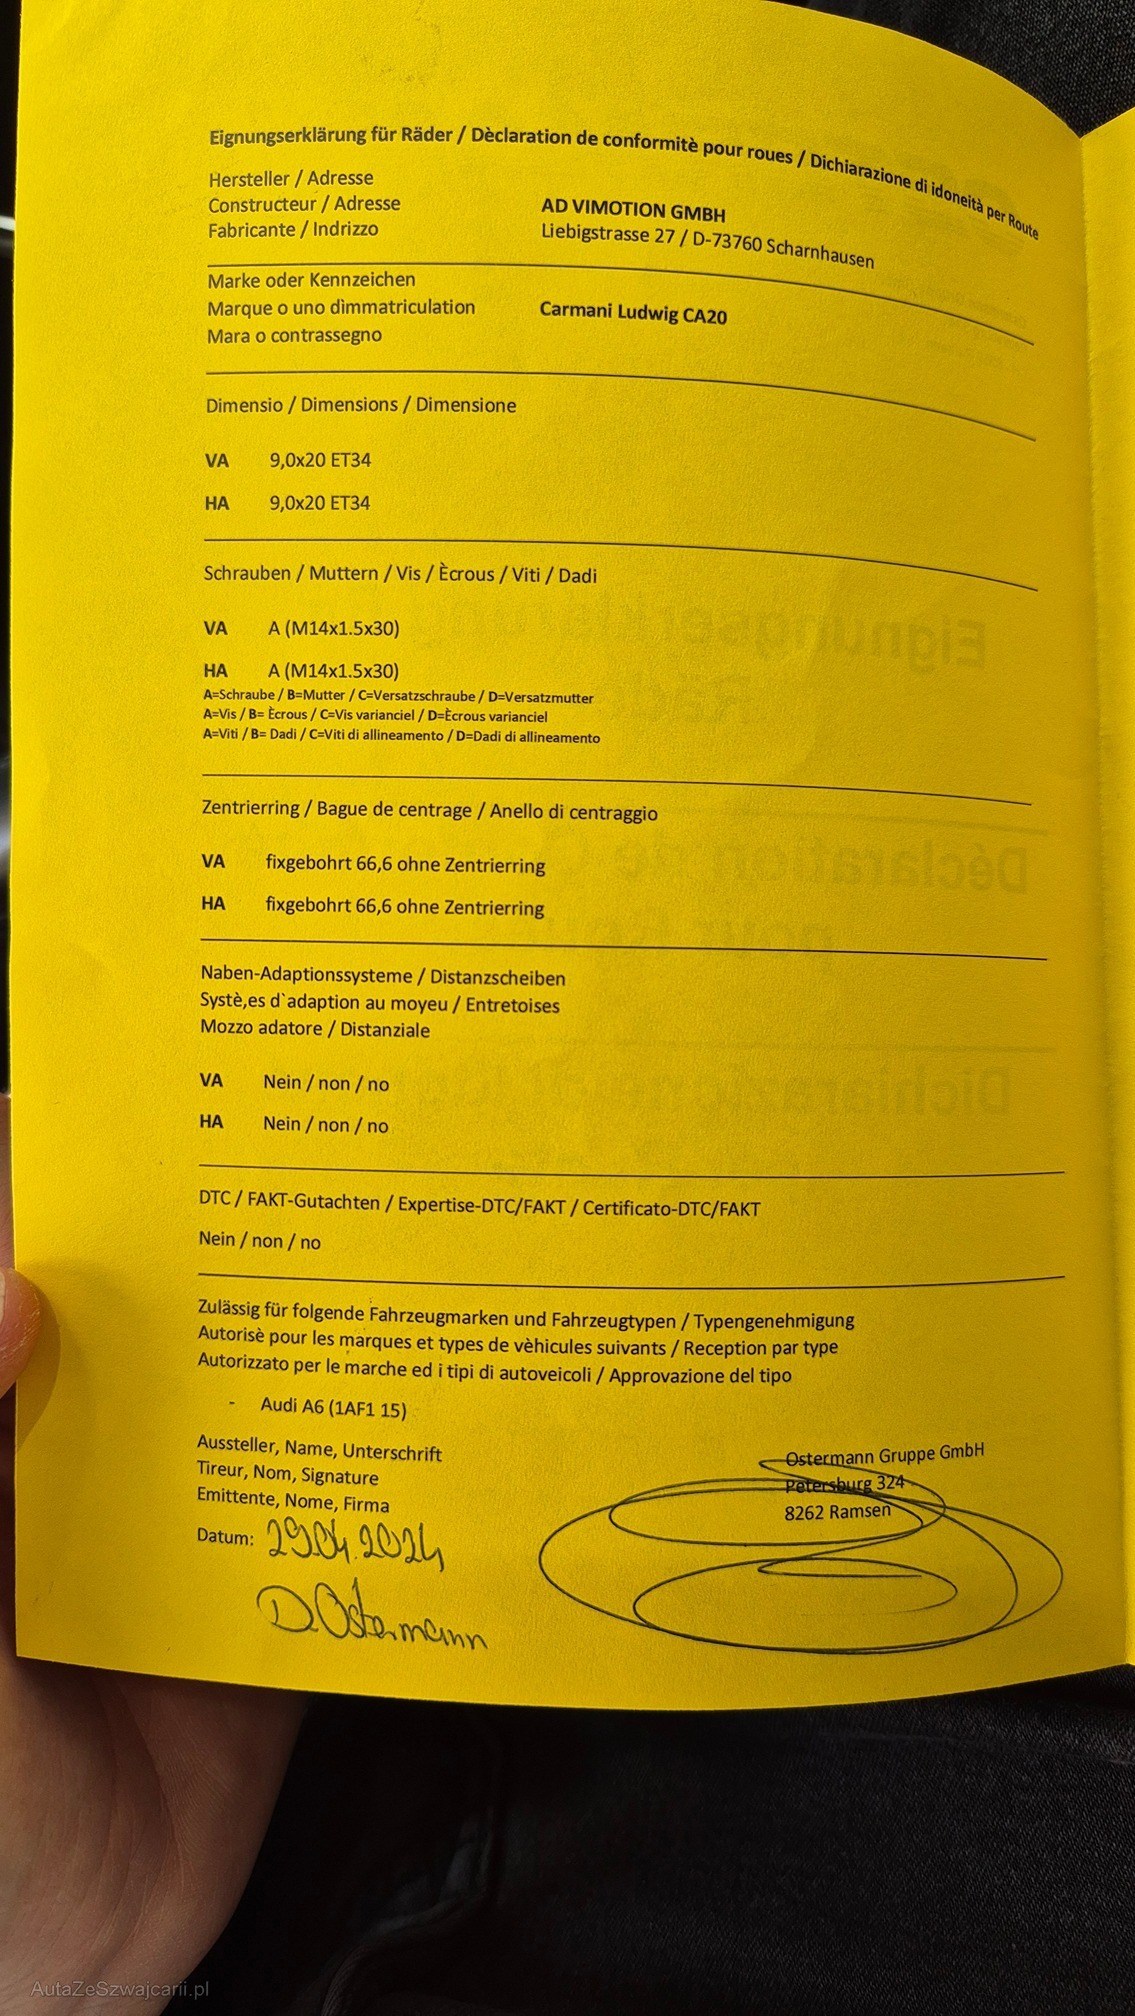 Eignungserklärung für Räder / Dèclaration de conformitè pour roues / Dichiarazione di idoneità per Route
Hersteller / Adresse
Constructeur / Adresse
Fabricante / Indrizzo
AD VIMOTION GMBH
Liebigstrasse 27 / D-73760 Scharnhausen
Marke oder Kennzeichen
Marque o uno dìmmatriculation
Mara o contrassegno
Carmani Ludwig CA20
Dimensio / Dimensions / Dimensione
VA 9,0x20 ET34
HA 9,0x20 ET34
Schrauben / Muttern / Vis / Ècrous / Viti / Dadi
VA A (M14x1.5x30)
HA A (M14x1.5x30)
A=Schraube / B=Mutter / C=Versatzschraube / D=Versatzmutter
A=Vis / B= Ècrous / C=Vis varianciel / D=Ècrous varianciel
A=Viti / B= Dadi / C=Viti di allineamento / D=Dadi di allineamento
Zentrierring / Bague de centrage / Anello di centraggio
VA fixgebohrt 66,6 ohne Zentrierring
HA fixgebohrt 66,6 ohne Zentrierring
Naben-Adaptionssysteme / Distanzscheiben
Systè,es d`adaption au moyeu / Entretoises
Mozzo adatore / Distanziale
VA Nein / non / no
HA Nein / non / no
DTC / FAKT-Gutachten / Expertise-DTC/FAKT / Certificato-DTC/FAKT
Nein / non / no
Zulässig für folgende Fahrzeugmarken und Fahrzeugtypen / Typengenehmigung
Autorisè pour les marques et types de vèhicules suivants / Reception par type
Autorizzato per le marche ed i tipi di autoveicoli / Approvazione del tipo
- Audi A6 (1AF1 15)
Aussteller, Name, Unterschrift
Tireur, Nom, Signature
Emittente, Nome, Firma
Ostermann Gruppe GmbH
Petersburg 324
8262 Ramsen
Datum: 29.04.2024
D.Ostermann
AutaZeSzwajcarii.pl